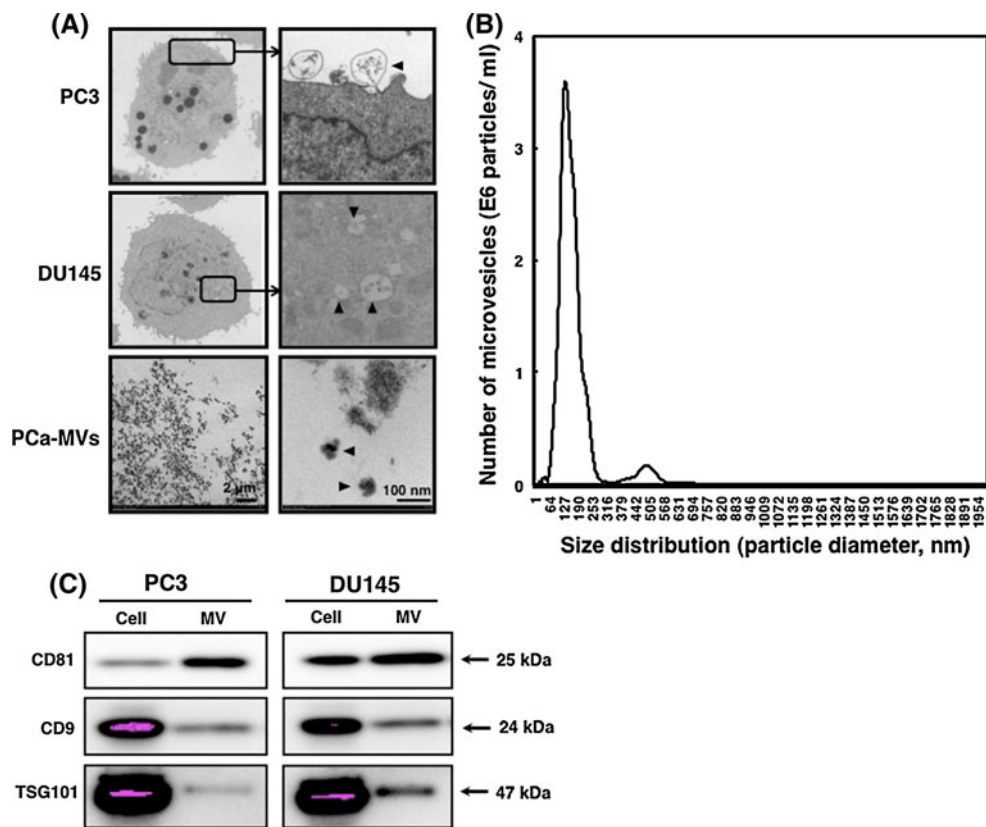 (A)
PC3
DU145
PCa-MVs
2 µm
100 nm
(B)
Number of microvesicles (E6 particles/ ml)
4
3
2
1
0
1 64 127 190 253 316 379 442 505 568 631 694 757 820 883 946 1009 1072 1135 1198 1261 1324 1387 1450 1513 1576 1639 1702 1765 1828 1891 1954
Size distribution (particle diameter, nm)
(C)
PC3 DU145
Cell MV Cell MV
CD81 25 kDa
CD9 24 kDa
TSG101 47 kDa